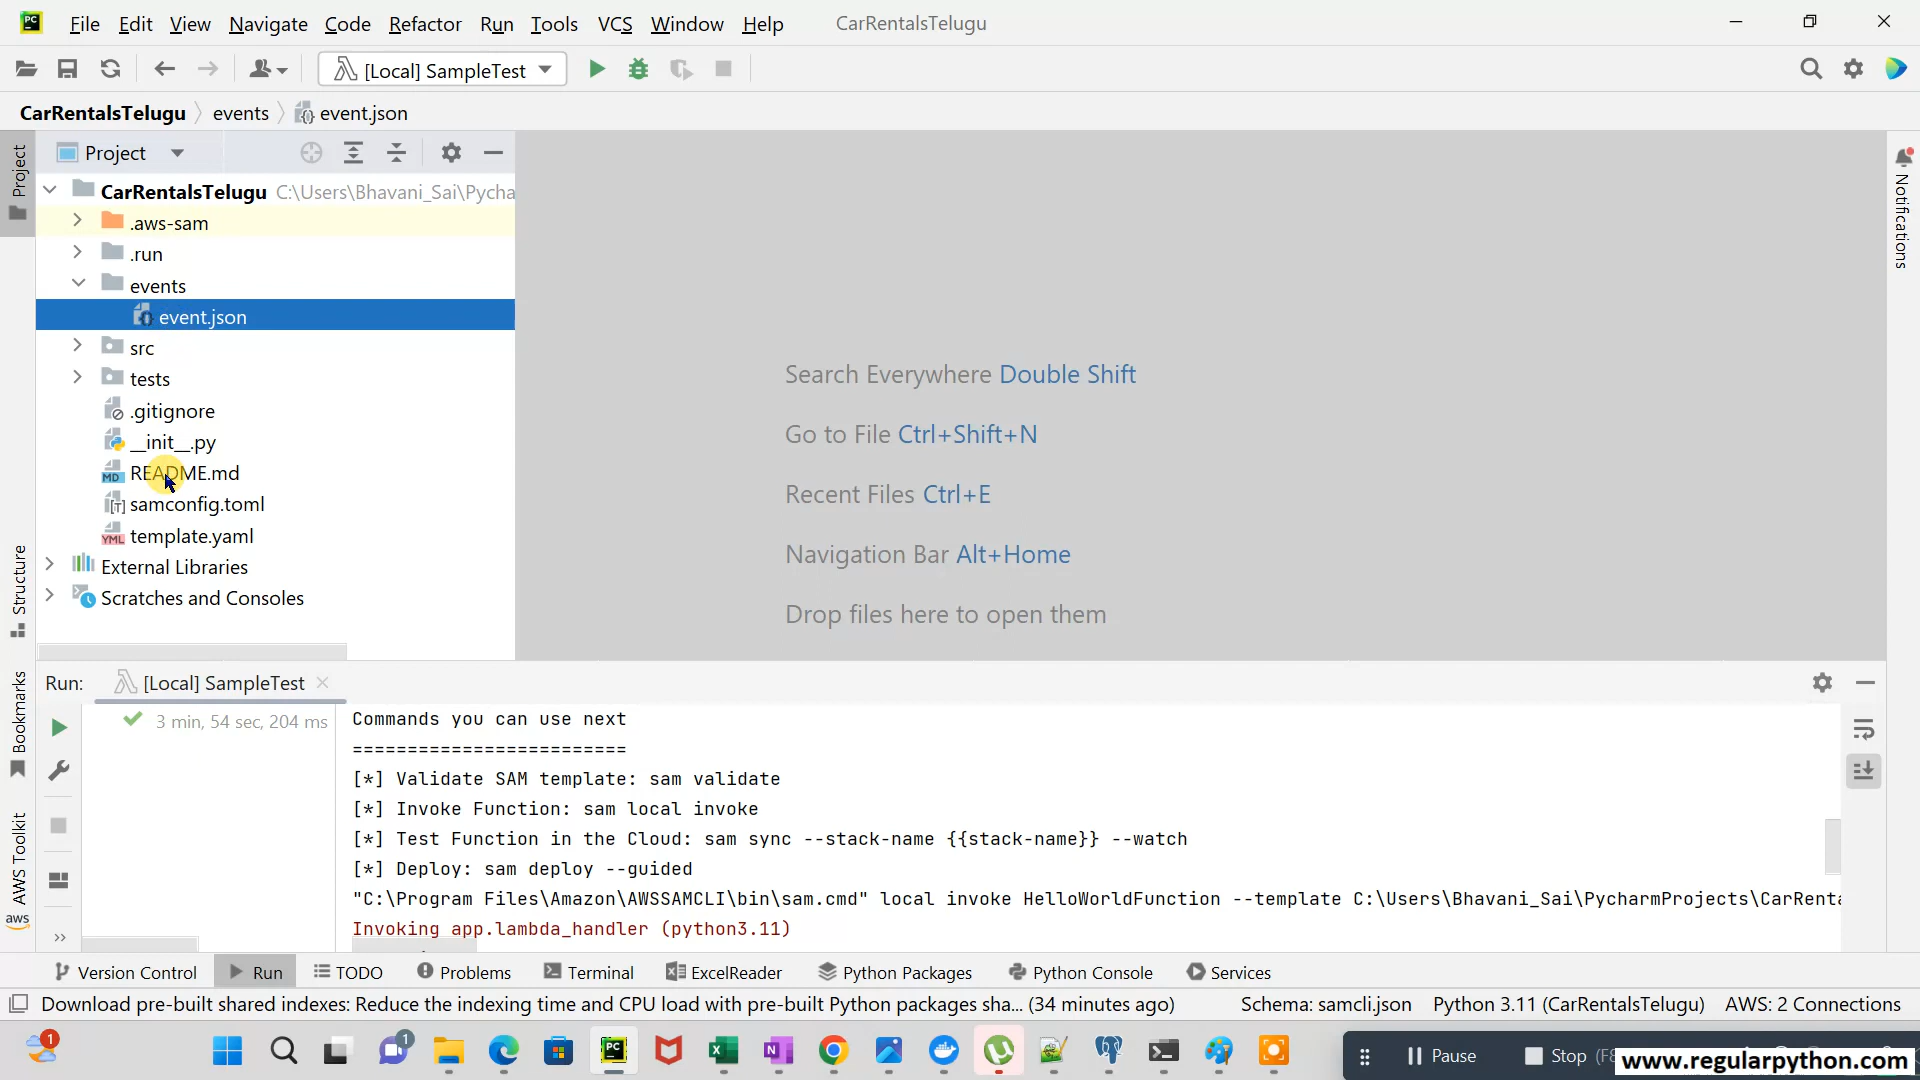 File Edit View Navigate Code Refactor Run Tools VCS Window Help CarRentalsTelugu
[Local] SampleTest
CarRentalsTelugu events event.json
Project
Project
CarRentalsTelugu C:\Users\Bhavani_Sai\Pycha
.aws-sam
.run
events
event.json
src
tests
.gitignore
__init__.py
README.md
samconfig.toml
template.yaml
External Libraries
Scratches and Consoles
Search Everywhere Double Shift
Go to File Ctrl+Shift+N
Recent Files Ctrl+E
Navigation Bar Alt+Home
Drop files here to open them
Notifications
Structure
Bookmarks
AWS Toolkit
aws
Run: [Local] SampleTest
3 min, 54 sec, 204 ms
Commands you can use next
=========================
[*] Validate SAM template: sam validate
[*] Invoke Function: sam local invoke
[*] Test Function in the Cloud: sam sync --stack-name {{stack-name}} --watch
[*] Deploy: sam deploy --guided
"C:\Program Files\Amazon\AWSSAMCLI\bin\sam.cmd" local invoke HelloWorldFunction --template C:\Users\Bhavani_Sai\PycharmProjects\CarRenta
Invoking app.lambda_handler (python3.11)
Version Control Run TODO Problems Terminal ExcelReader Python Packages Python Console Services
Download pre-built shared indexes: Reduce the indexing time and CPU load with pre-built Python packages sha... (34 minutes ago) Schema: samcli.json Python 3.11 (CarRentalsTelugu) AWS: 2 Connections
1 1 Pause Stop (F8
www.regularpython.com